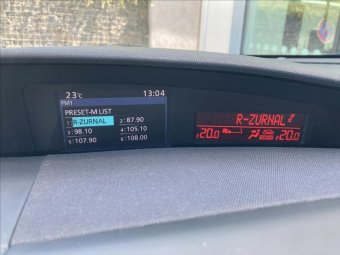 23°C 13:04
FM1
PRESET-M LIST
1:R-ZURNAL 2:87.90
3:98.10 4:105.10
5:107.90 6:108.00
R-ZURNAL
20.0 20.0